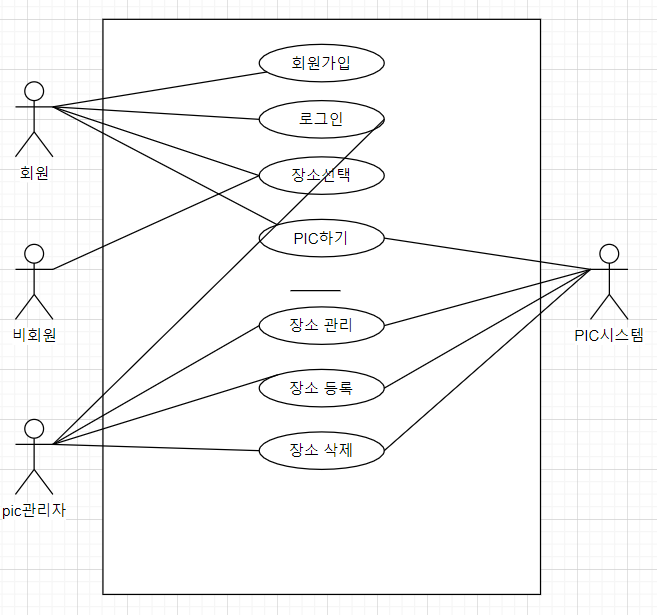 회원가입
로그인
장소선택
회원
PIC하기
비회원
PIC시스템
장소 관리
장소 등록
장소 삭제
pic관리자